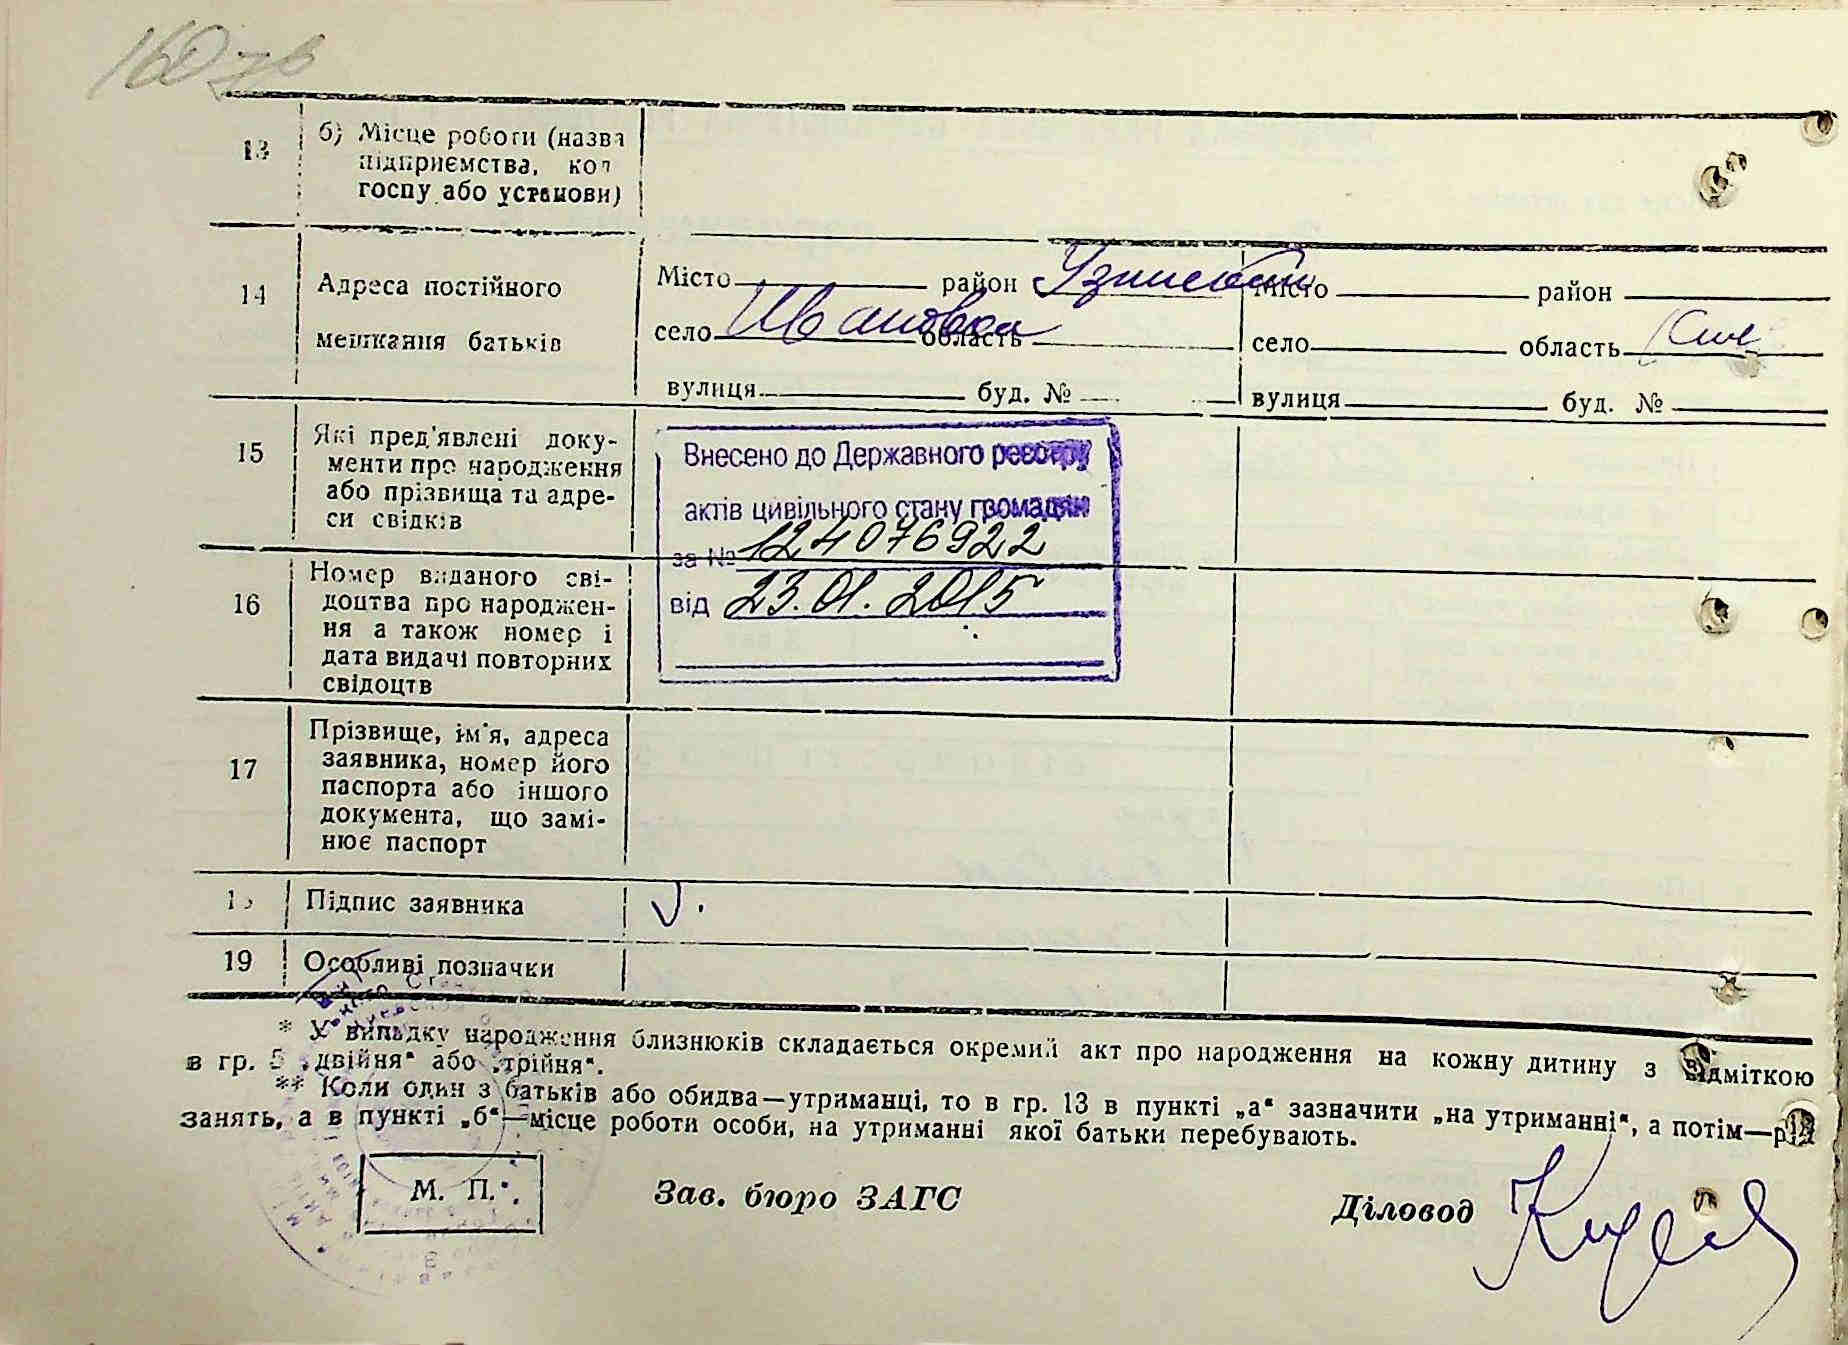 160 зв
13 б) Місце роботи (назва
підприємства, кол
госпу або установи)
14 Адреса постійного
мешкання батьків
Місто район Узинский Місто район
село Ивановка область село область
вулиця буд. № вулиця буд. №
15 Які пред'явлені доку-
менти про народження
або прізвища та адре-
си свідків
Внесено до Державного реєстру
актів цивільного стану громадян
за № 124076922
від 23.01.2015
16 Номер виданого сві-
доцтва про народжен-
ня а також номер і
дата видачі повторних
свідоцтв
17 Прізвище, ім'я, адреса
заявника, номер його
паспорта або іншого
документа, що замі-
нює паспорт
18 Підпис заявника
19 Особливі позначки
* У випадку народження близнюків складається окремий акт про народження на кожну дитину з відміткою
в гр. 5 „двійня“ або „трійня“.
** Коли один з батьків або обидва—утриманці, то в гр. 13 в пункті „а“ зазначити „на утриманні“, а потім—рід
занять, а в пункті „б“—місце роботи особи, на утриманні якої батьки перебувають.
М. П. Зав. бюро ЗАГС Діловод